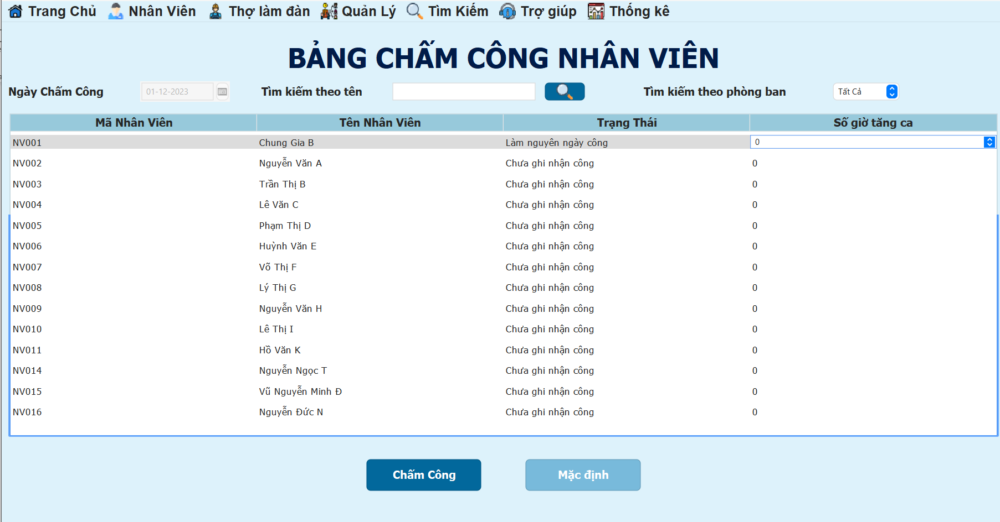 Trang Chủ Nhân Viên Thợ làm đàn Quản Lý Tìm Kiếm Trợ giúp Thống kê
BẢNG CHẤM CÔNG NHÂN VIÊN
Ngày Chấm Công 01-12-2023 Tìm kiếm theo tên Tìm kiếm theo phòng ban Tất Cả
Mã Nhân Viên Tên Nhân Viên Trạng Thái Số giờ tăng ca
NV001 Chung Gia B Làm nguyên ngày công 0
NV002 Nguyễn Văn A Chưa ghi nhận công 0
NV003 Trần Thị B Chưa ghi nhận công 0
NV004 Lê Văn C Chưa ghi nhận công 0
NV005 Phạm Thị D Chưa ghi nhận công 0
NV006 Huỳnh Văn E Chưa ghi nhận công 0
NV007 Võ Thị F Chưa ghi nhận công 0
NV008 Lý Thị G Chưa ghi nhận công 0
NV009 Nguyễn Văn H Chưa ghi nhận công 0
NV010 Lê Thị I Chưa ghi nhận công 0
NV011 Hồ Văn K Chưa ghi nhận công 0
NV014 Nguyễn Ngọc T Chưa ghi nhận công 0
NV015 Vũ Nguyễn Minh Đ Chưa ghi nhận công 0
NV016 Nguyễn Đức N Chưa ghi nhận công 0
Chấm Công Mặc định